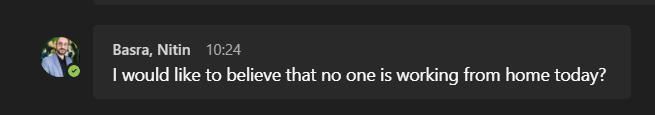 Basra, Nitin 10:24
I would like to believe that no one is working from home today?